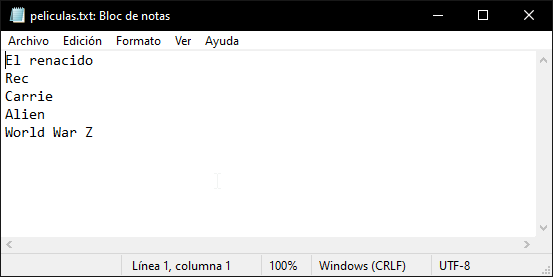 peliculas.txt: Bloc de notas
Archivo Edición Formato Ver Ayuda
El renacido
Rec
Carrie
Alien
World War Z
Línea 1, columna 1 100% Windows (CRLF) UTF-8